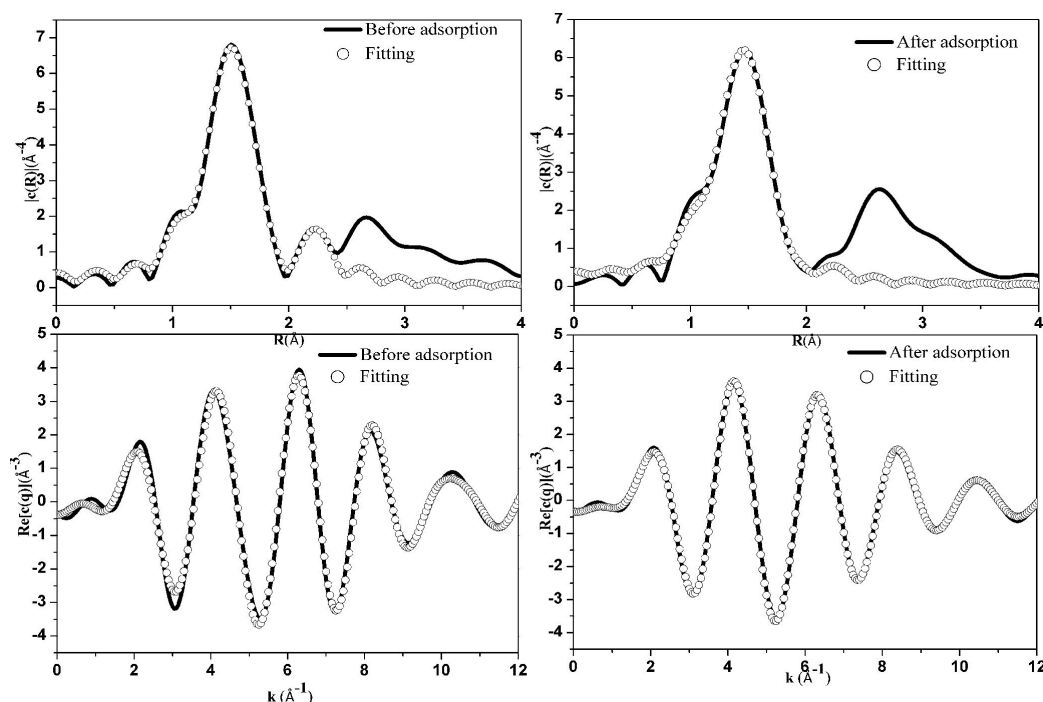 Before adsorption
Fitting
|c(R)|(Å⁻⁴)
7
6
5
4
3
2
1
0
0 1 2 3 4
R(Å)
After adsorption
Fitting
|c(R)|(Å⁻⁴)
7
6
5
4
3
2
1
0
0 1 2 3 4
R(Å)
Before adsorption
Fitting
Re[c(q)](Å⁻³)
5
4
3
2
1
0
-1
-2
-3
-4
0 2 4 6 8 10 12
k (Å⁻¹)
After adsorption
Fitting
Re[c(q)](Å⁻³)
5
4
3
2
1
0
-1
-2
-3
-4
0 2 4 6 8 10 12
k (Å⁻¹)